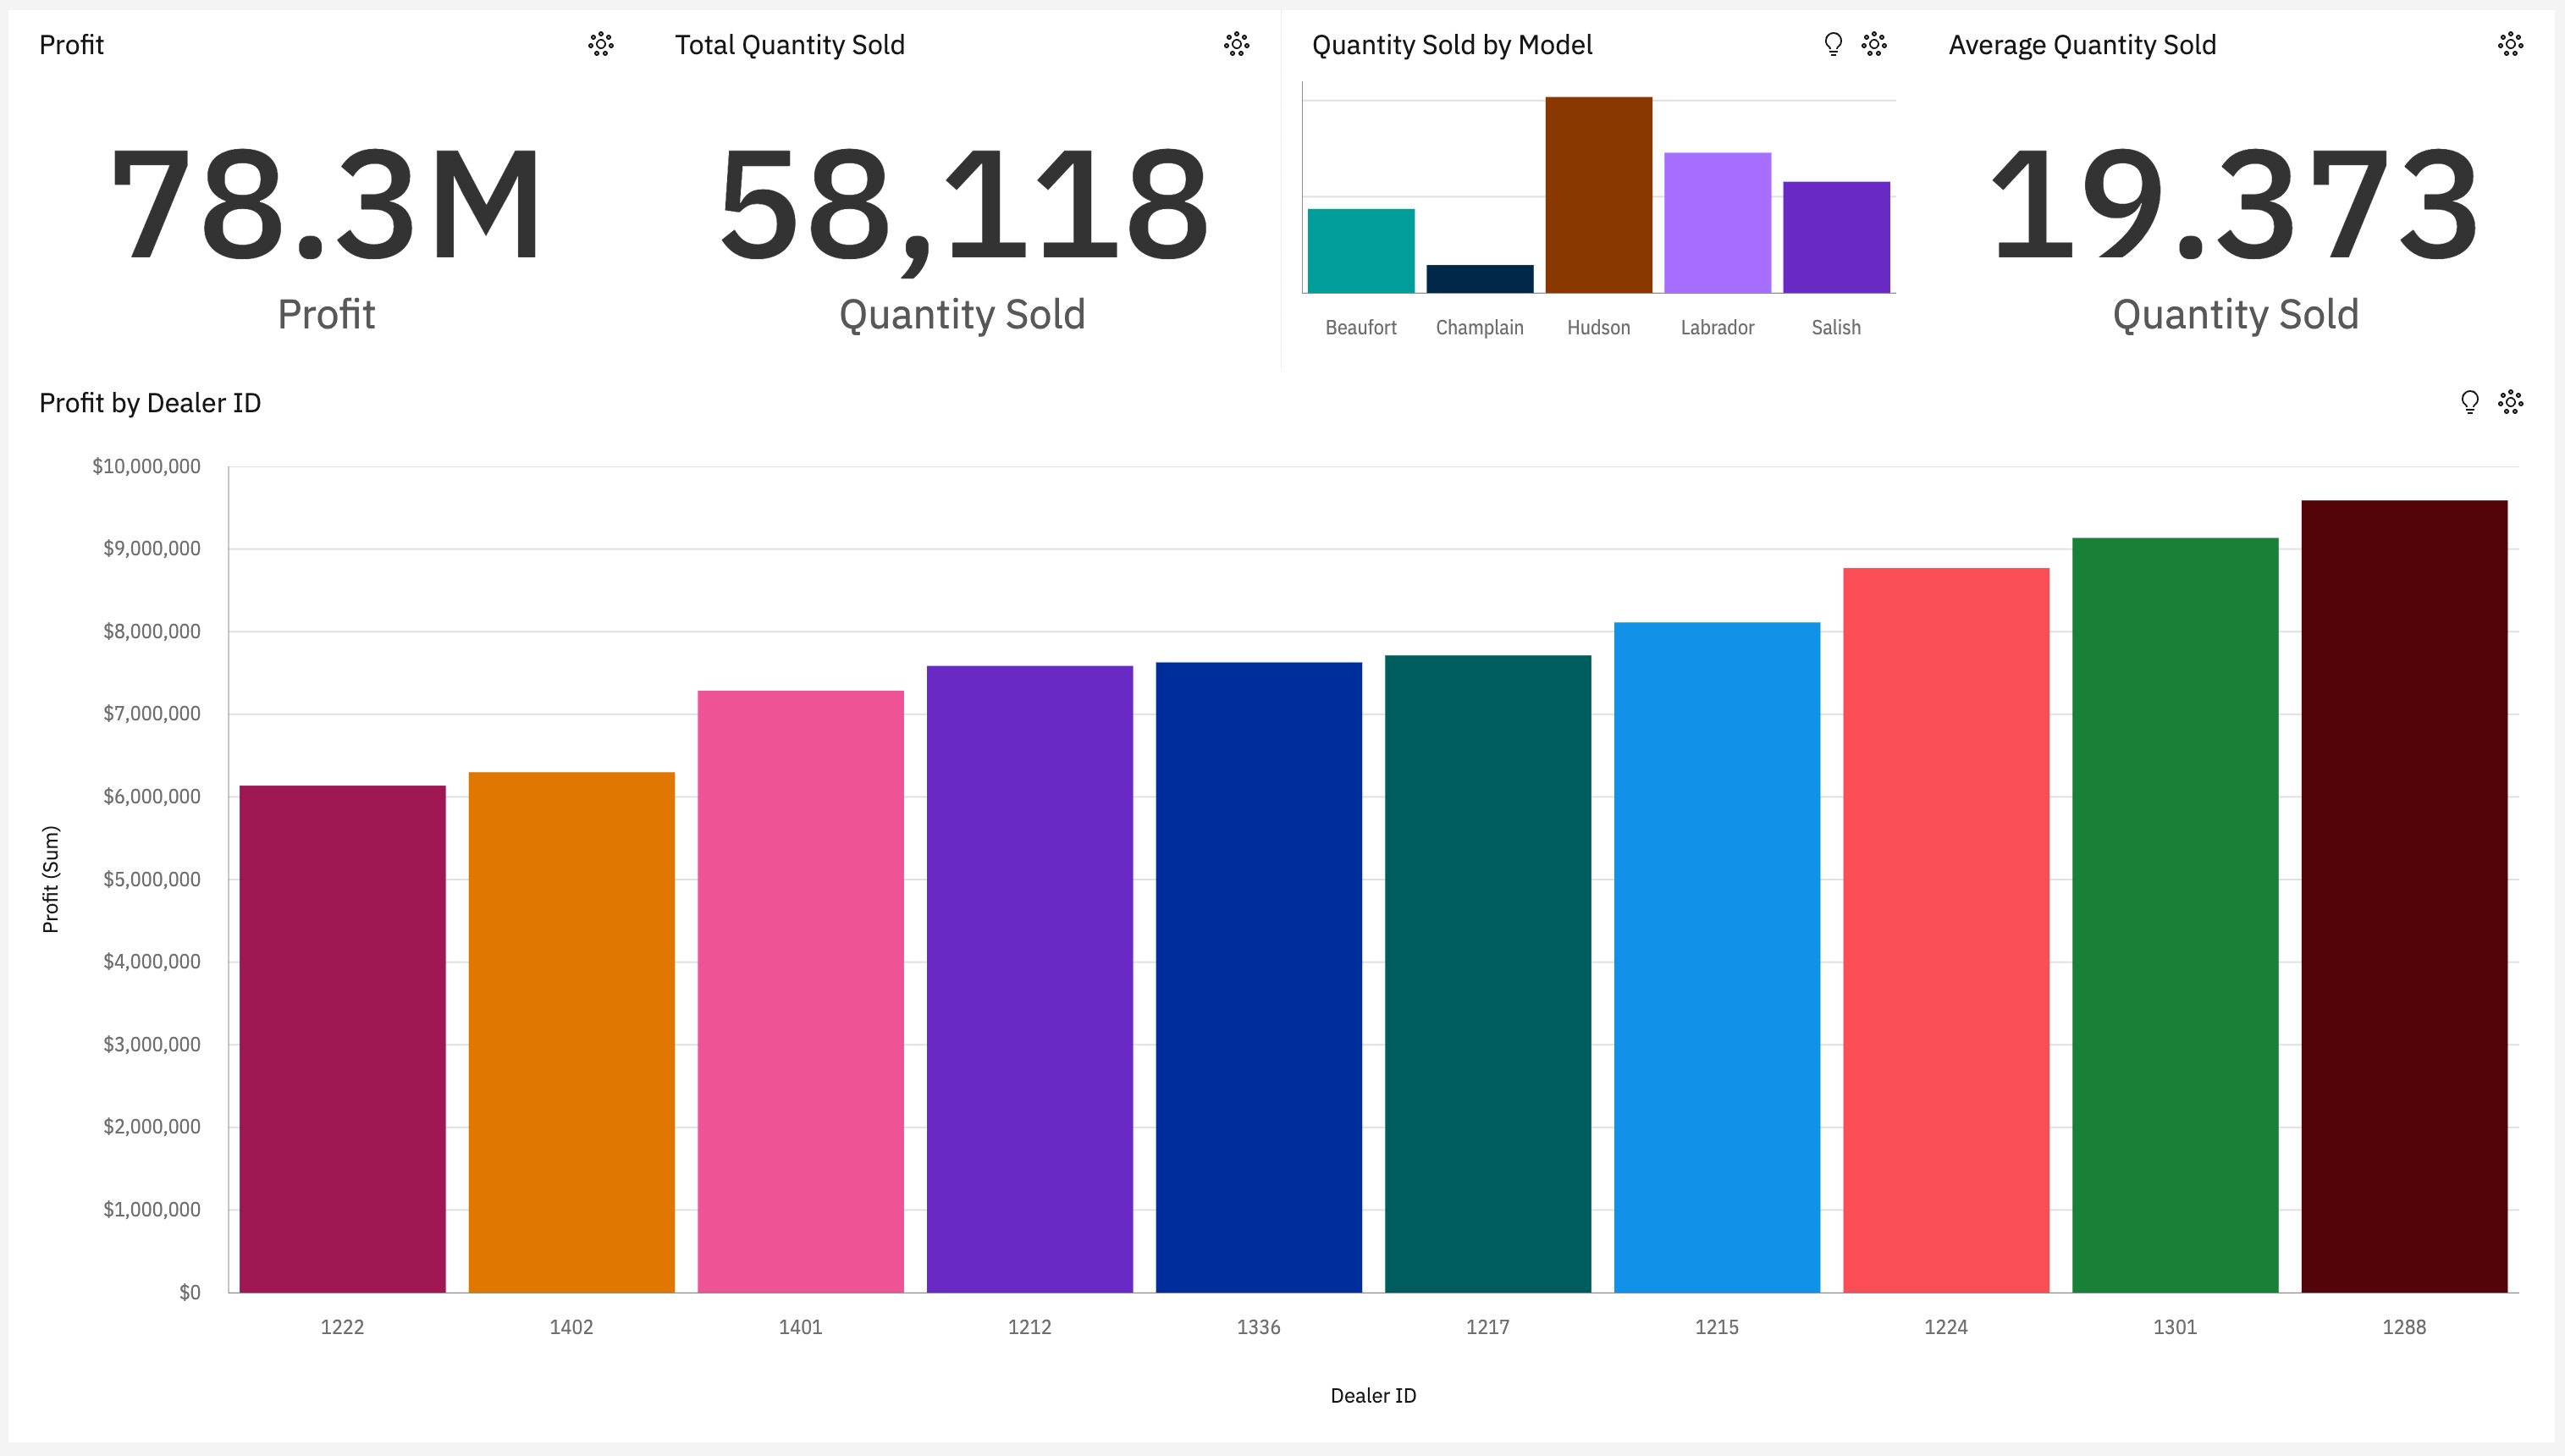 Profit
78.3M
Profit
Total Quantity Sold
58,118
Quantity Sold
Quantity Sold by Model
Beaufort Champlain Hudson Labrador Salish
Average Quantity Sold
19.373
Quantity Sold
Profit by Dealer ID
Profit (Sum)
$10,000,000
$9,000,000
$8,000,000
$7,000,000
$6,000,000
$5,000,000
$4,000,000
$3,000,000
$2,000,000
$1,000,000
$0
1222 1402 1401 1212 1336 1217 1215 1224 1301 1288
Dealer ID